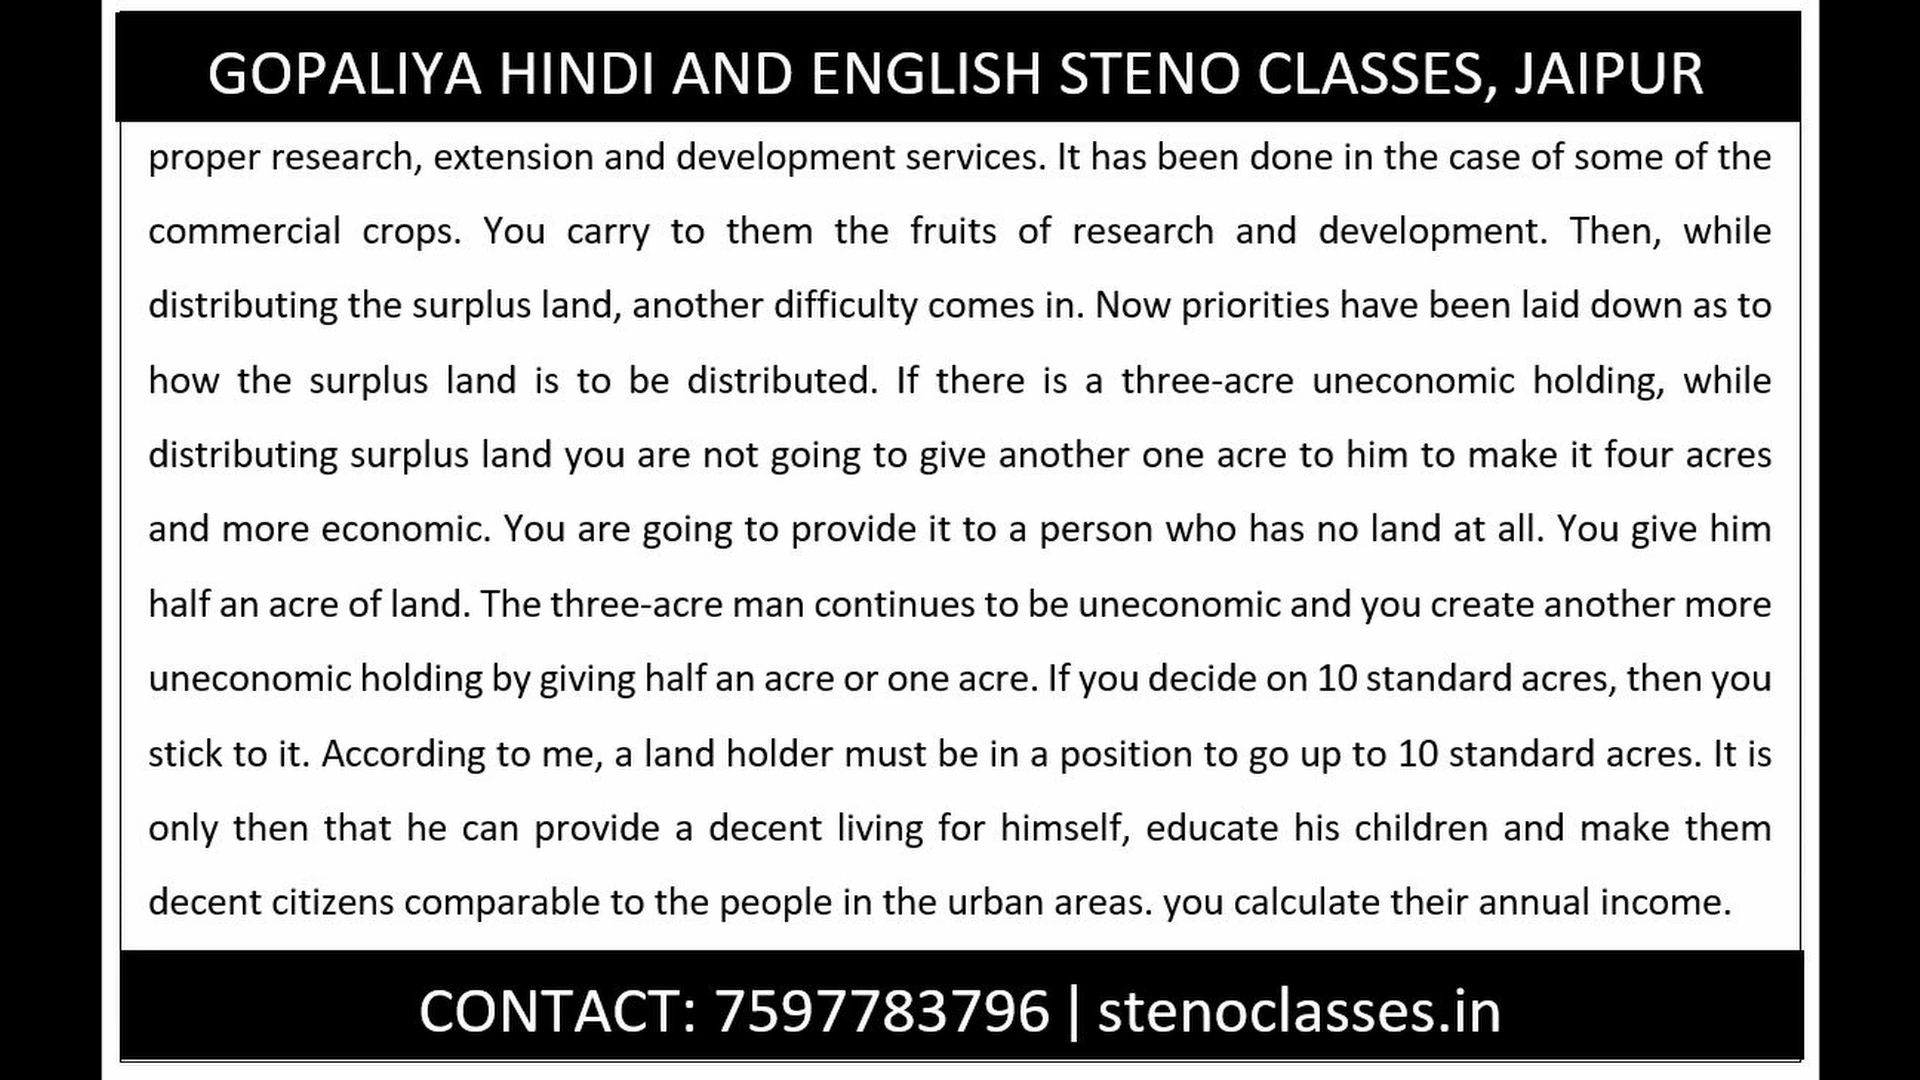 GOPALIYA HINDI AND ENGLISH STENO CLASSES, JAIPUR
proper research, extension and development services. It has been done in the case of some of the
commercial crops. You carry to them the fruits of research and development. Then, while
distributing the surplus land, another difficulty comes in. Now priorities have been laid down as to
how the surplus land is to be distributed. If there is a three-acre uneconomic holding, while
distributing surplus land you are not going to give another one acre to him to make it four acres
and more economic. You are going to provide it to a person who has no land at all. You give him
half an acre of land. The three-acre man continues to be uneconomic and you create another more
uneconomic holding by giving half an acre or one acre. If you decide on 10 standard acres, then you
stick to it. According to me, a land holder must be in a position to go up to 10 standard acres. It is
only then that he can provide a decent living for himself, educate his children and make them
decent citizens comparable to the people in the urban areas. you calculate their annual income.
CONTACT: 7597783796 | stenoclasses.in